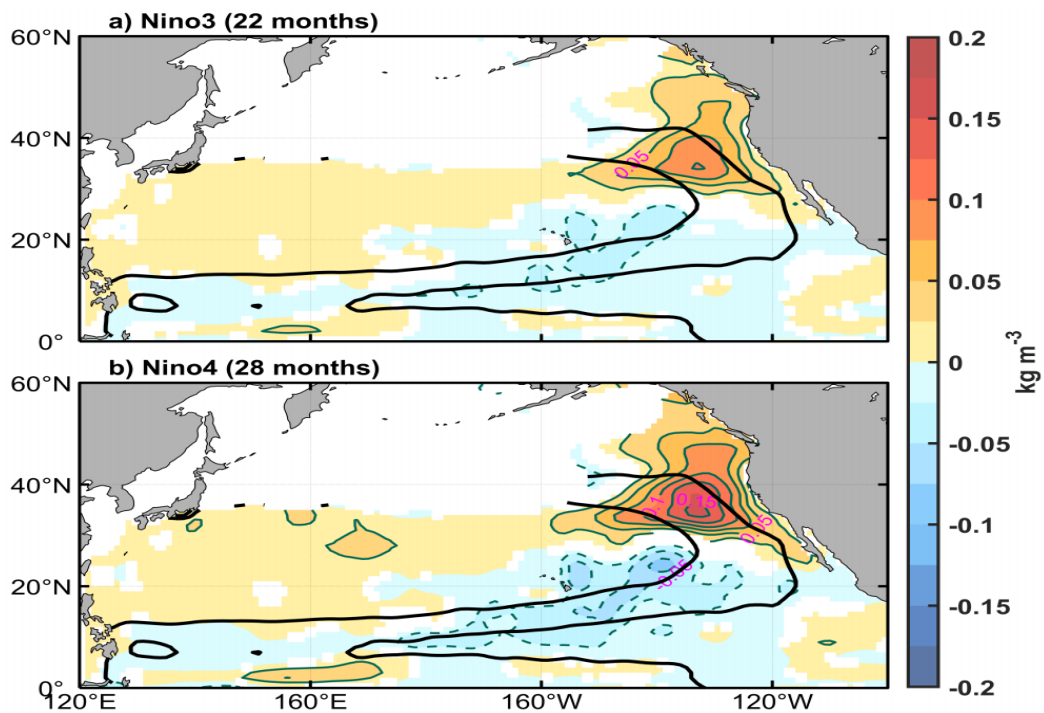 a) Nino3 (22 months)
60°N
40°N
20°N
0°
0.05
b) Nino4 (28 months)
60°N
40°N
20°N
0°
0.1
0.15
0.05
-0.05
120°E
160°E
160°W
120°W
0.2
0.15
0.1
0.05
0
-0.05
-0.1
-0.15
-0.2
kg m-3